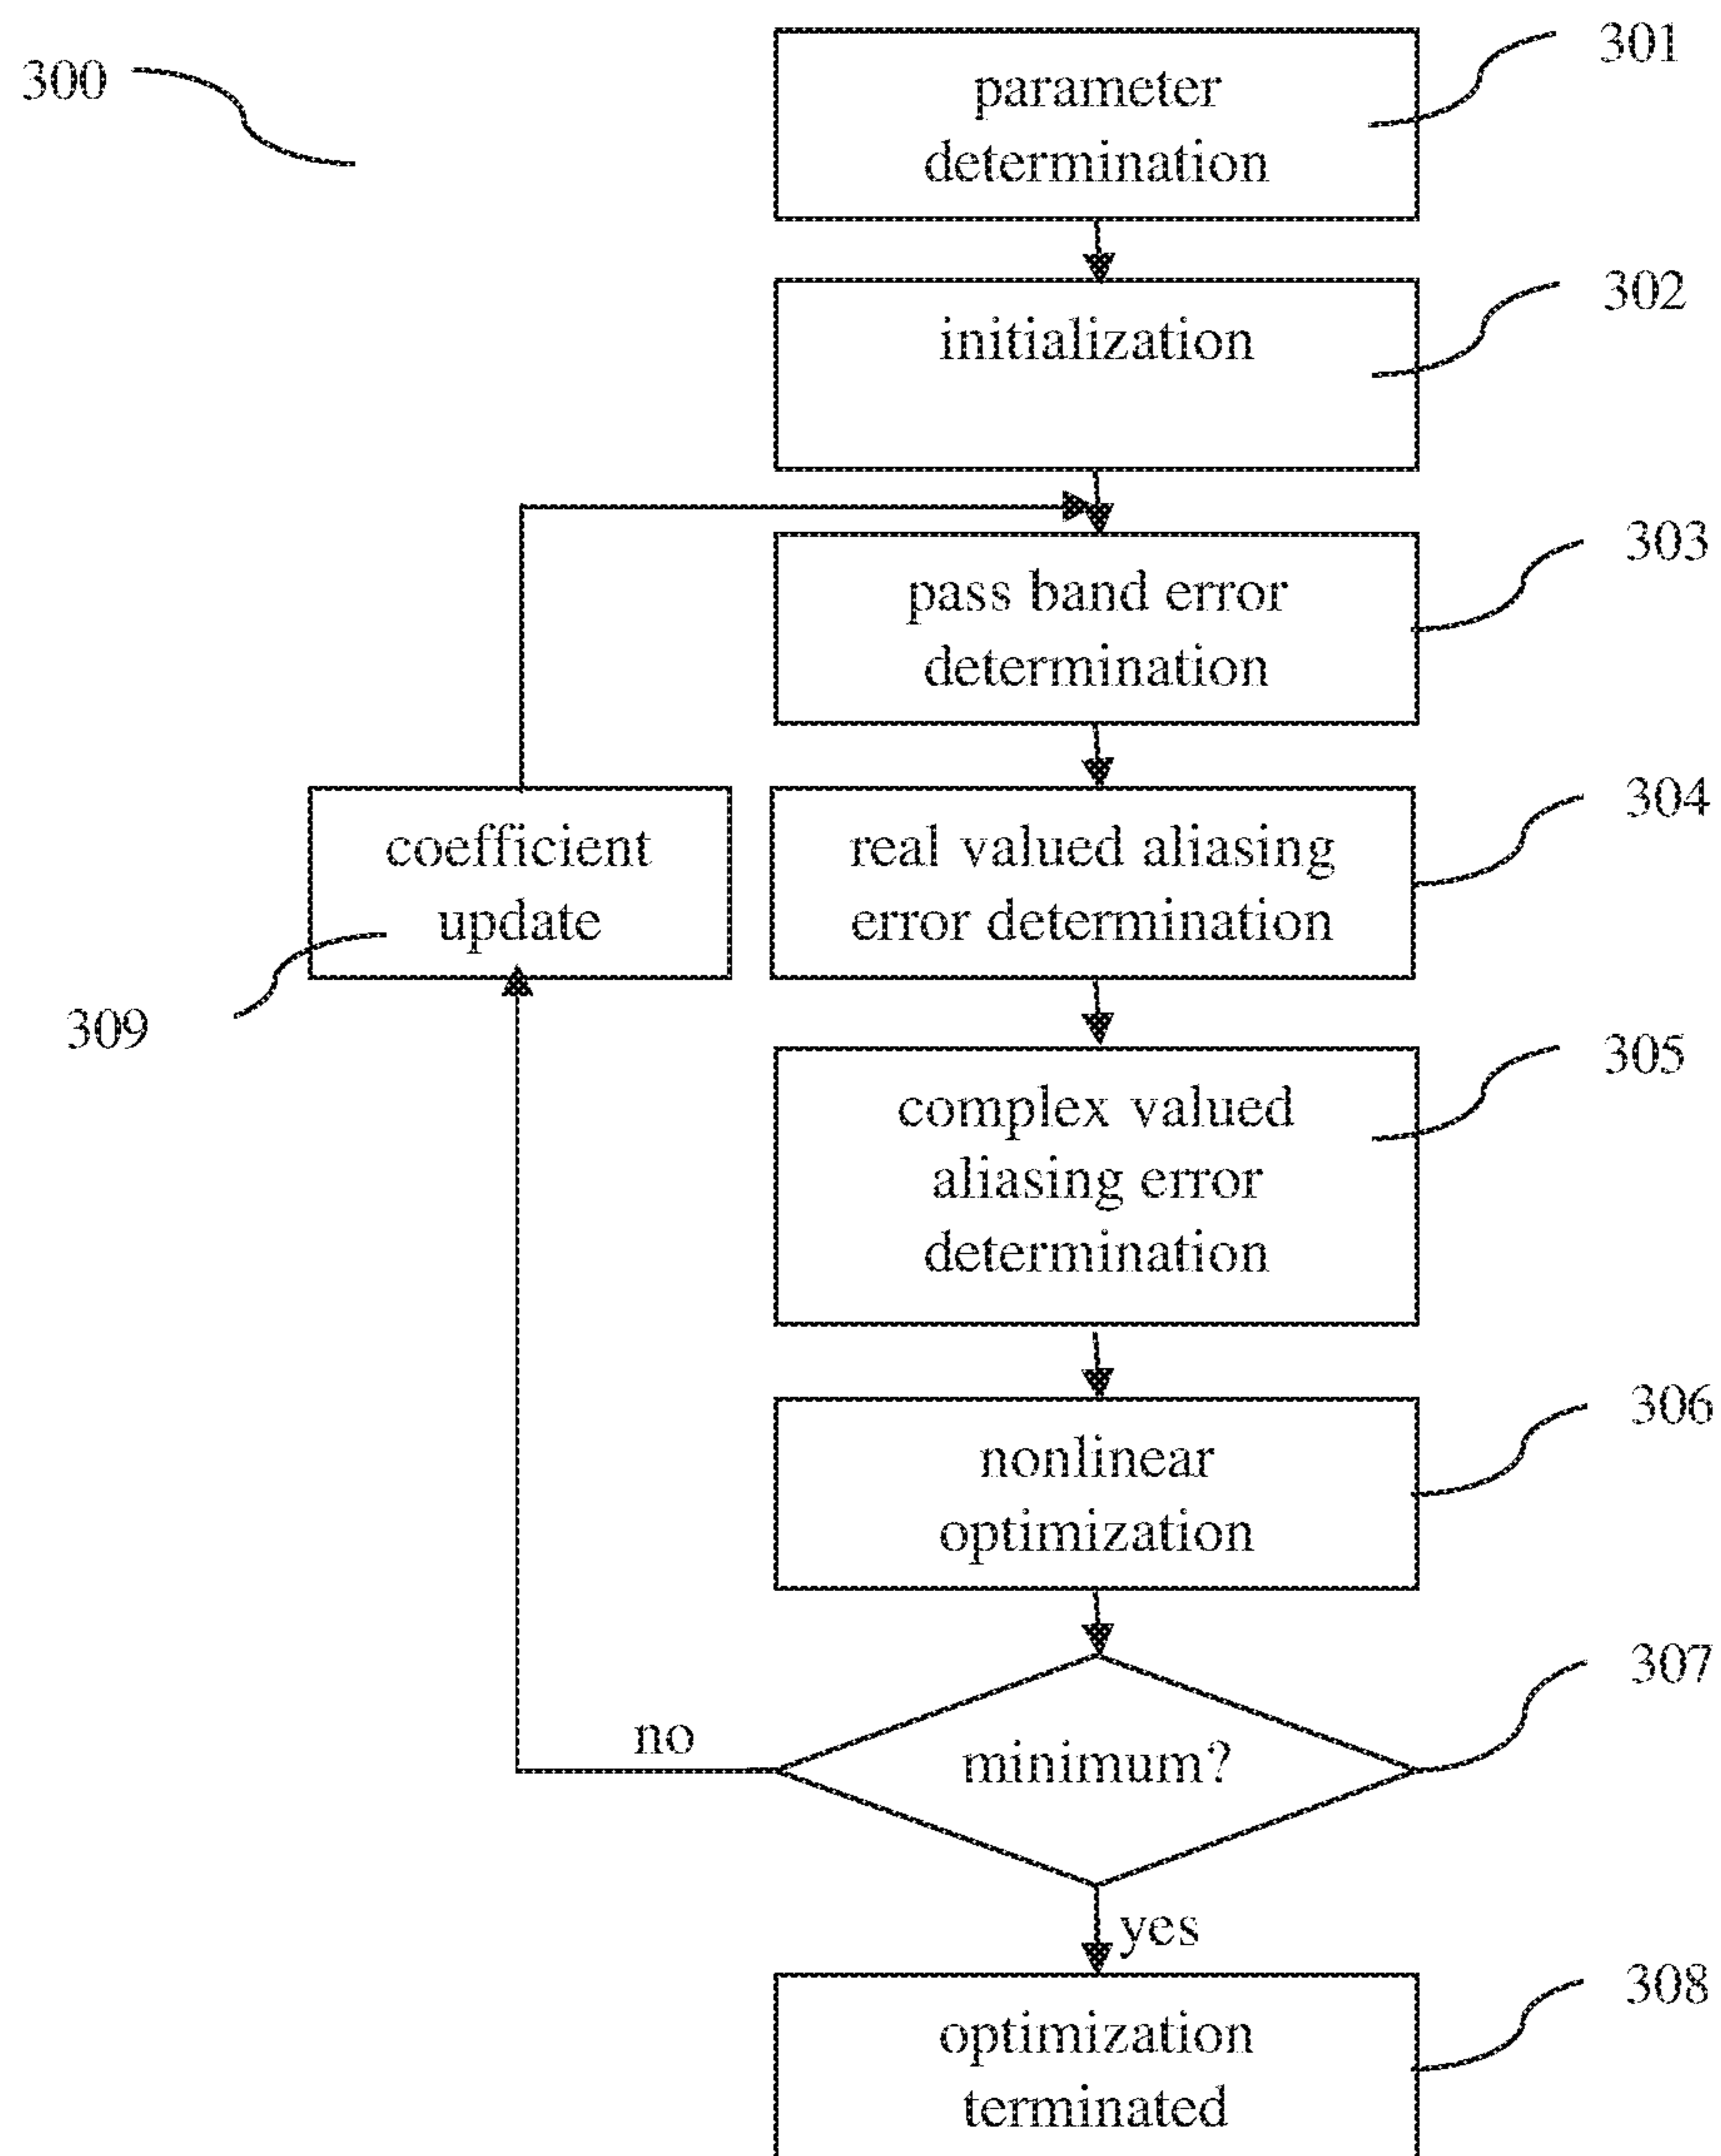 300
301
parameter
determination
302
initialization
303
pass band error
determination
304
coefficient
update
real valued aliasing
error determination
309
305
complex valued
aliasing error
determination
306
nonlinear
optimization
307
no
minimum?
yes
308
optimization
terminated